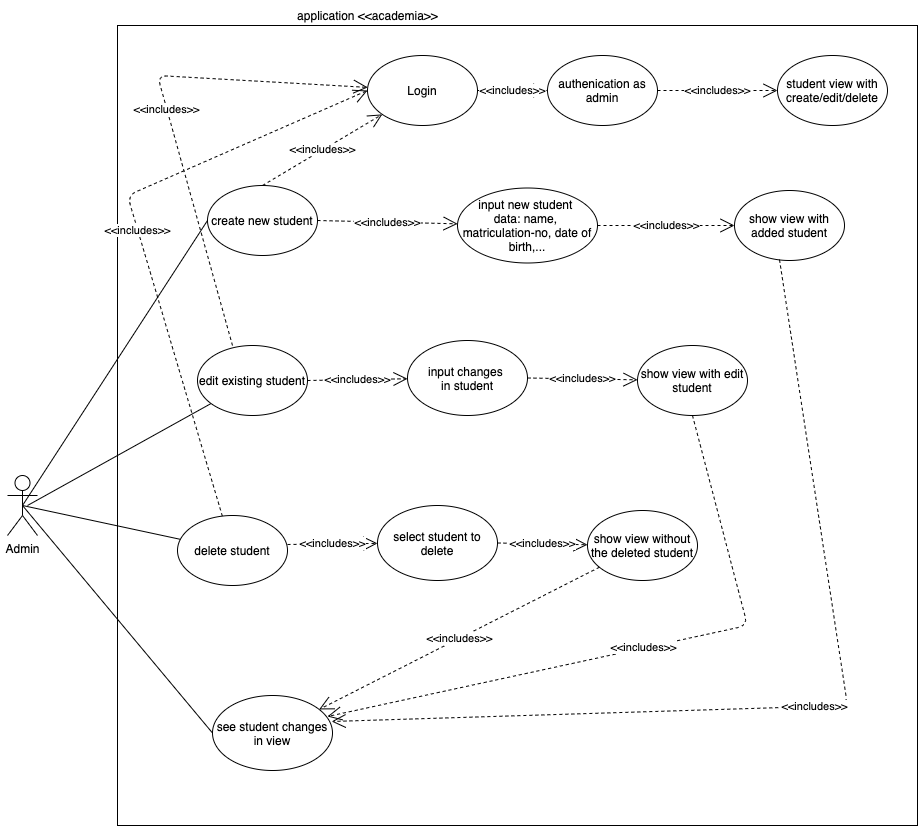 application <<academia>>
Login
<<includes>>
authenication as
admin
<<includes>>
student view with
create/edit/delete
<<includes>>
<<includes>>
<<includes>>
create new student
<<includes>>
input new student
data: name,
matriculation-no, date of
birth,...
<<includes>>
show view with
added student
edit existing student
<<includes>>
input changes
in student
<<includes>>
show view with edit
student
Admin
delete student
<<includes>>
select student to
delete
<<includes>>
show view without
the deleted student
<<includes>>
<<includes>>
<<includes>>
see student changes
in view